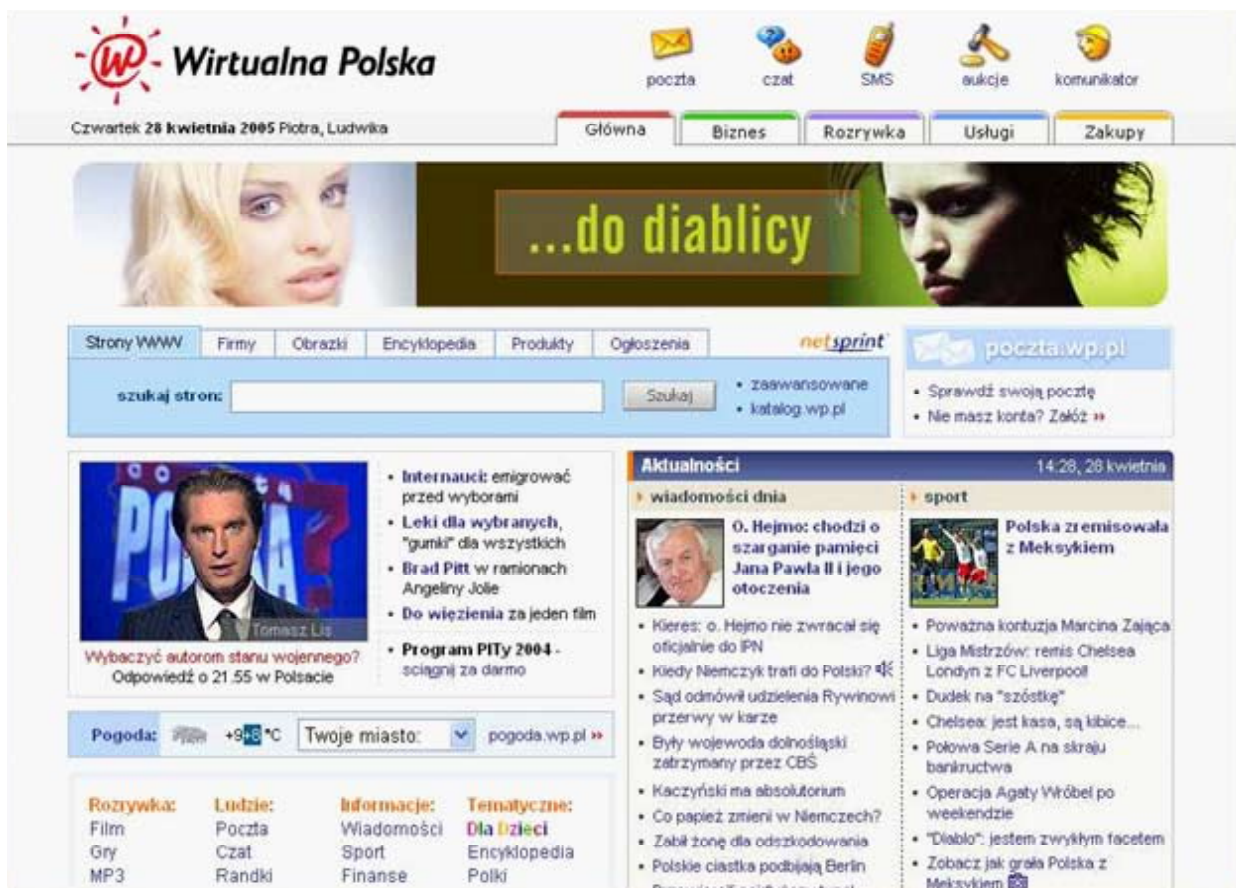 Wirtualna Polska
poczta
czat
SMS
aukcje
komunikator
Czwartek 28 kwietnia 2005 Piotra, Ludwika
Główna
Biznes
Rozrywka
Usługi
Zakupy
...do diablicy
Strony WWW
Firmy
Obrazki
Encyklopedia
Produkty
Ogłoszenia
netsprint
szukaj stron:
Szukaj
• zaawansowane
• katalog.wp.pl
poczta.wp.pl
• Sprawdź swoją pocztę
• Nie masz konta? Załóż »
CO Z TĄ
POLSKĄ?
Tomasz Lis
Wybaczyć autorom stanu wojennego?
Odpowiedź o 21.55 w Polsacie
• Internauci: emigrować
przed wyborami
• Leki dla wybranych,
"gumki" dla wszystkich
• Brad Pitt w ramionach
Angeliny Jolie
• Do więzienia za jeden film
• Program PITy 2004 -
ściągnij za darmo
Pogoda:
°C
Twoje miasto:
pogoda.wp.pl »
Rozrywka:
Film
Gry
MP3
Ludzie:
Poczta
Czat
Randki
Informacje:
Wiadomości
Sport
Finanse
Tematyczne:
Dla Dzieci
Encyklopedia
Polki
Aktualności
14:28, 28 kwietnia
wiadomości dnia
O. Hejmo: chodzi o
szarganie pamięci
Jana Pawła II i jego
otoczenia
• Kieres: o. Hejmo nie zwracał się
oficjalnie do IPN
• Kiedy Niemczyk trafi do Polski?
• Sąd odmówił udzielenia Rywinowi
przerwy w karze
• Były wojewoda dolnośląski
zatrzymany przez CBŚ
• Kaczyński ma absolutorium
• Co papież zmieni w Niemczech?
• Zabił żonę dla odszkodowania
• Polskie ciastka podbijają Berlin
sport
Polska zremisowała
z Meksykiem
• Poważna kontuzja Marcina Zająca
• Liga Mistrzów: remis Chelsea
Londyn z FC Liverpool!
• Dudek na "szóstkę"
• Chelsea: jest kasa, są kibice...
• Połowa Serie A na skraju
bankructwa
• Operacja Agaty Wróbel po
weekendzie
• "Diablo": jestem zwykłym facetem
• Zobacz jak grała Polska z
Meksykiem